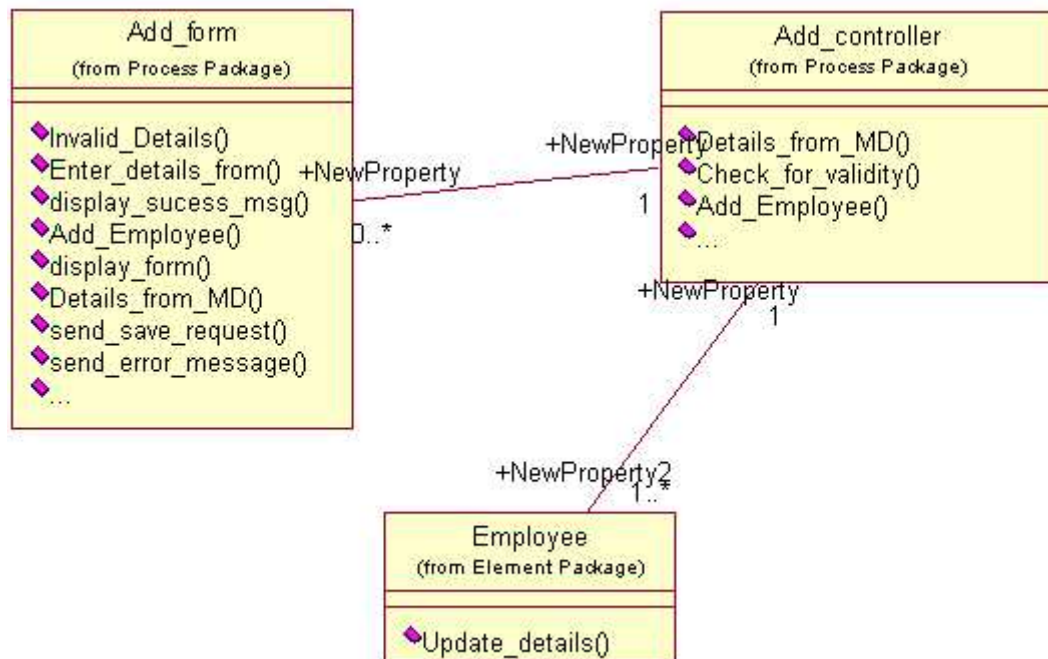 Add_form
(from Process Package)
Invalid_Details()
Enter_details_from()
display_sucess_msg()
Add_Employee()
display_form()
Details_from_MD()
send_save_request()
send_error_message()
...
+NewProperty
0..*
+NewProperty
1
Add_controller
(from Process Package)
Details_from_MD()
Check_for_validity()
Add_Employee()
...
+NewProperty
1
+NewProperty2
1..*
Employee
(from Element Package)
Update_details()